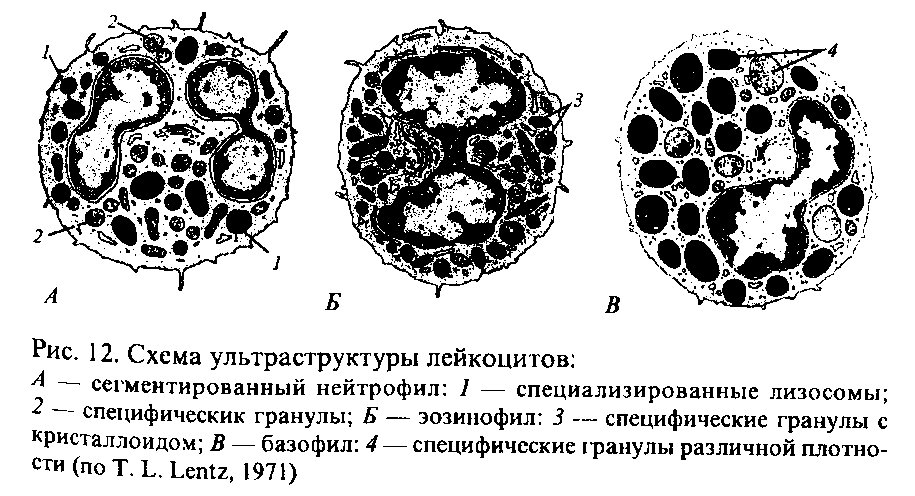 2
1
3
4
2
1
А
Б
В
Рис. 12. Схема ультраструктуры лейкоцитов:
А — сегментированный нейтрофил: 1 — специализированные лизосомы;
2 — специфическик гранулы; Б — эозинофил: 3 — специфические гранулы с
кристаллоидом; В — базофил: 4 — специфические гранулы различной плотно-
сти (по T. L. Lentz, 1971)